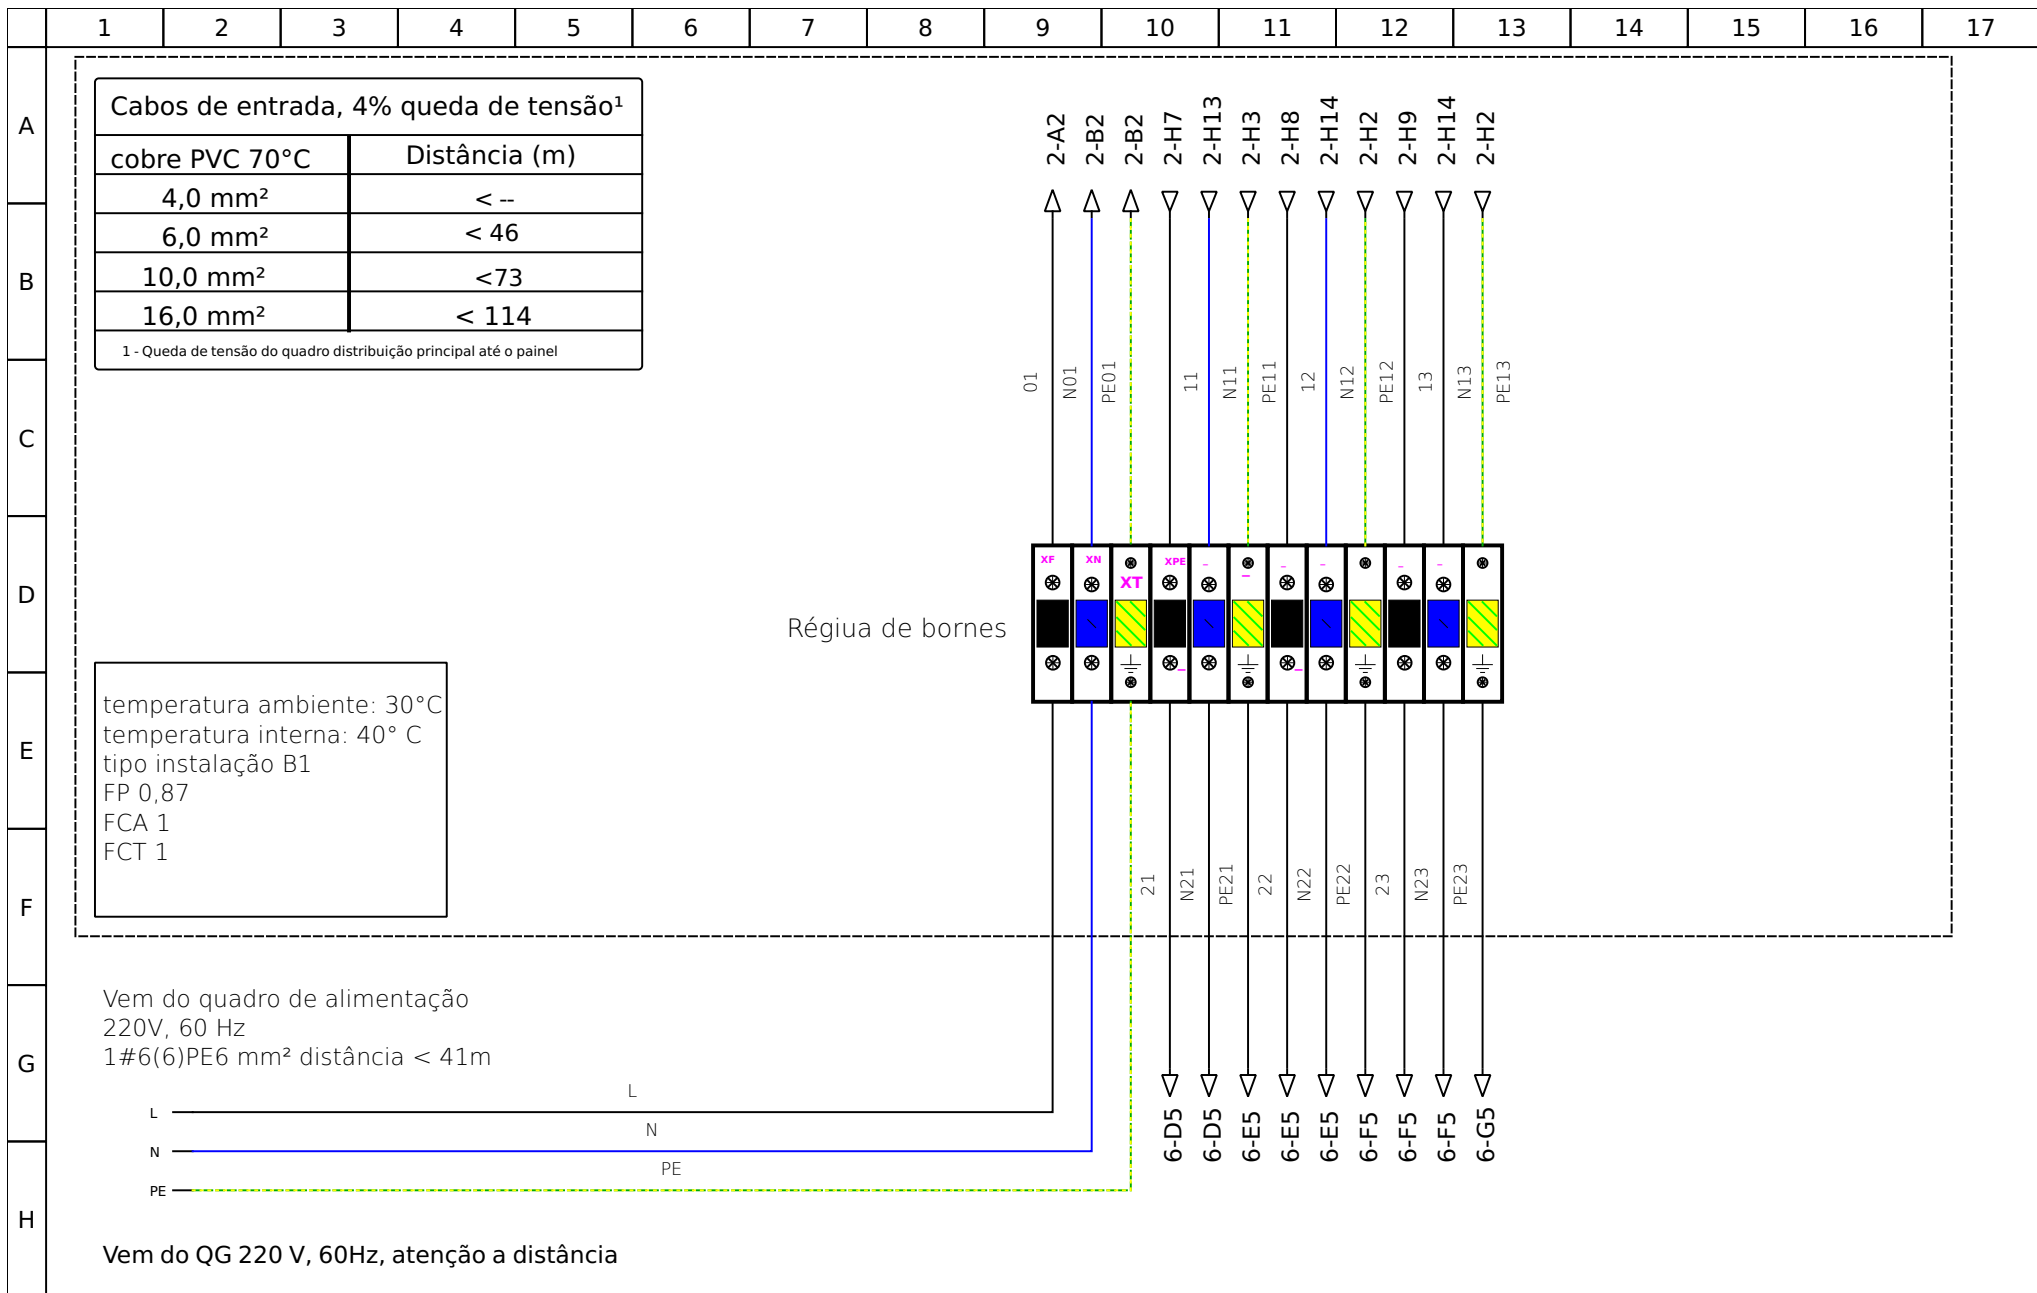 1 2 3 4 5 6 7 8 9 10 11 12 13 14 15 16 17
A
B
C
D
E
F
G
H
Cabos de entrada, 4% queda de tensão¹
cobre PVC 70°C Distância (m)
4,0 mm² < --
6,0 mm² < 46
10,0 mm² <73
16,0 mm² < 114
1 - Queda de tensão do quadro distribuição principal até o painel
2-A2 2-B2 2-B2 2-H7 2-H13 2-H3 2-H8 2-H14 2-H2 2-H9 2-H14 2-H2
01 N01 PE01 11 N11 PE11 12 N12 PE12 13 N13 PE13
XF XN XPE
XT
Régiua de bornes
temperatura ambiente: 30°C
temperatura interna: 40° C
tipo instalação B1
FP 0,87
FCA 1
FCT 1
21 N21 PE21 22 N22 PE22 23 N23 PE23
Vem do quadro de alimentação
220V, 60 Hz
1#6(6)PE6 mm² distância < 41m
L L
N N
PE PE
6-D5 6-D5 6-E5 6-E5 6-E5 6-F5 6-F5 6-F5 6-G5
Vem do QG 220 V, 60Hz, atenção a distância